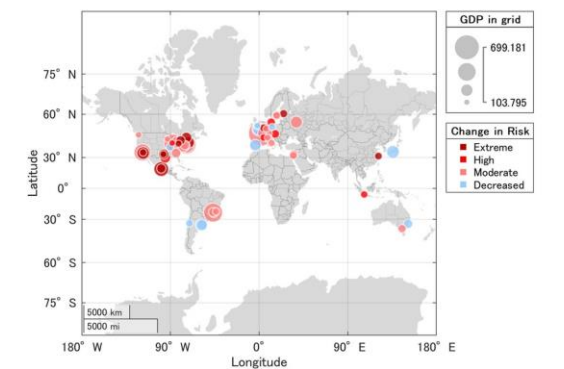 GDP in grid
699.181
103.795
Change in Risk
Extreme
High
Moderate
Decreased
75° N
60° N
30° N
0°
30° S
60° S
75° S
Latitude
5000 km
5000 mi
180° W
90° W
0°
90° E
180° E
Longitude